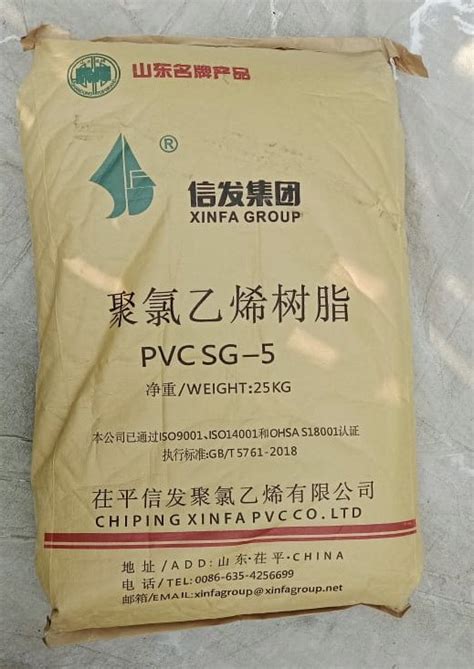 山东名牌产品
®
信发集团
XINFA GROUP
聚氯乙烯树脂
PVC SG-5
净重/WEIGHT:25KG
本公司已通过ISO9001、ISO14001和OHSA S18001认证
执行标准:GB/T 5761-2018
茌平信发聚氯乙烯有限公司
CHIPING XINFA PVC CO. LTD
地址/ADD:山东·茌平·CHINA
电话/TEL:0086-635-4256699
邮箱/EMAIL:xinfagroup@xinfagroup.net